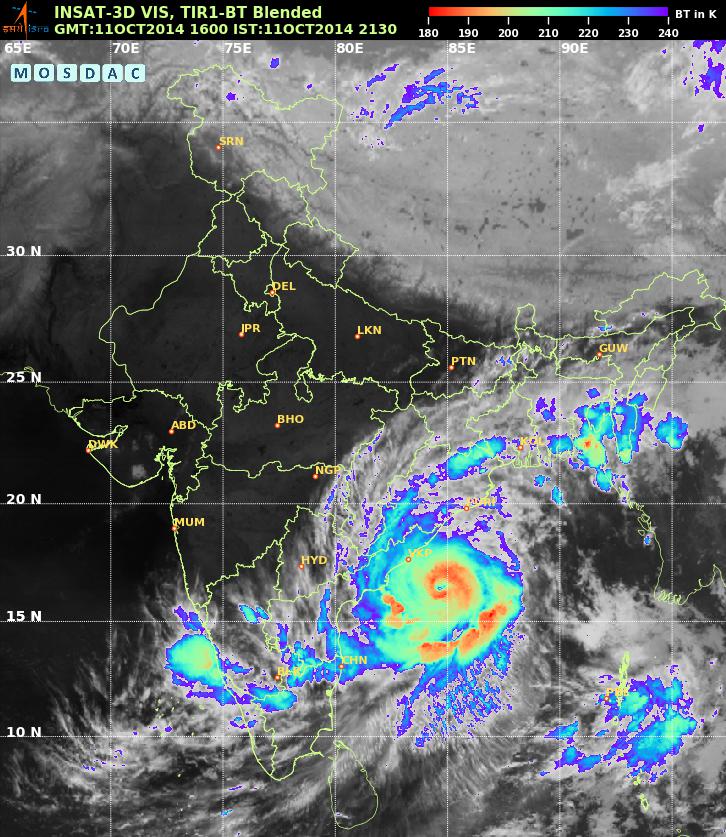 INSAT-3D VIS, TIR1-BT Blended
GMT:11OCT2014 1600 IST:11OCT2014 2130
BT in K
180 190 200 210 220 230 240
65E 70E 75E 80E 85E 90E
MOSDAC
SRN
30 N
DEL
JPR
LKN
PTN
GUW
25 N
ABD
BHO
DWK
KOL
NGP
20 N
MUM
VKP
HYD
15 N
CHN
10 N